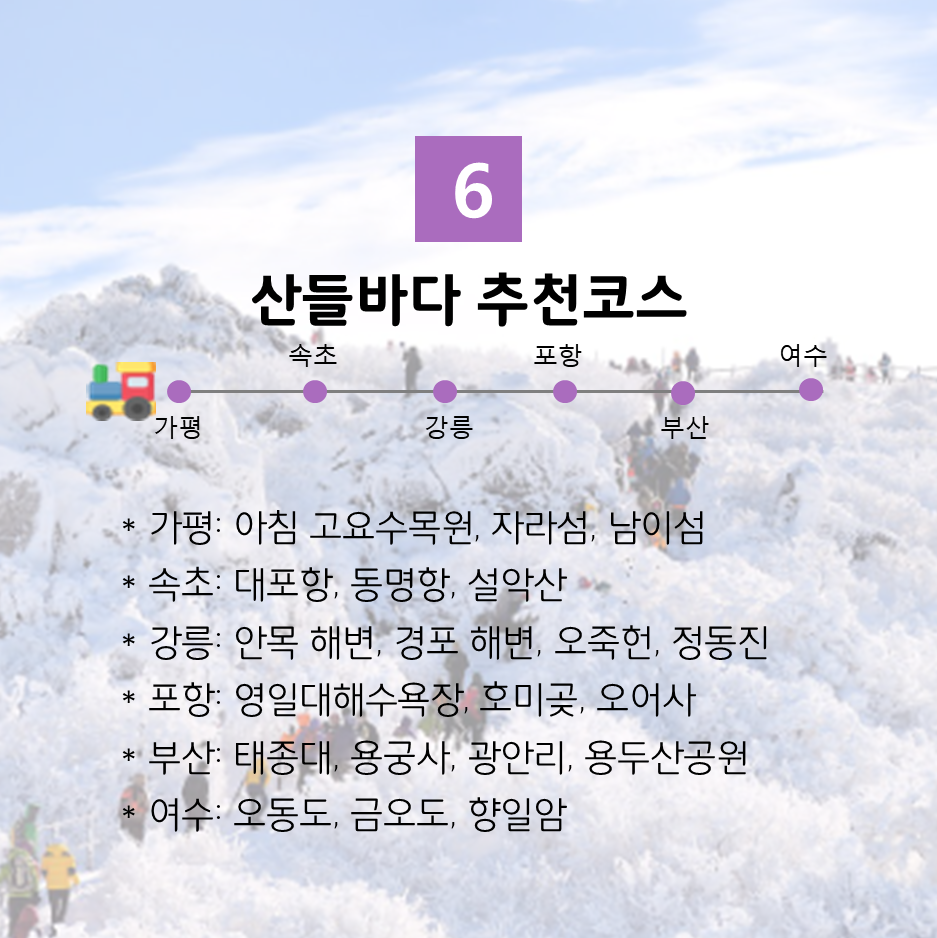 6
산들바다 추천코스
속초 포항 여수
가평 강릉 부산
* 가평: 아침 고요수목원, 자라섬, 남이섬
* 속초: 대포항, 동명항, 설악산
* 강릉: 안목 해변, 경포 해변, 오죽헌, 정동진
* 포항: 영일대해수욕장, 호미곶, 오어사
* 부산: 태종대, 용궁사, 광안리, 용두산공원
* 여수: 오동도, 금오도, 향일암